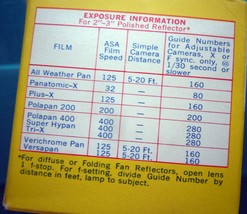 EXPOSURE INFORMATION
For 2"-3" Polished Reflector*
FILM
ASA Film Speed
Simple Camera Distance
Guide Numbers for Adjustable Cameras, X or F sync. only, 1/30 second or slower
All Weather Pan 125 5-20 Ft. 160
Panatomic-X 32 — 80
Plus-X 125 — 160
Polapan 200 200 — 200
Polapan 400 400 — 280
Super Hypan 400 — 280
Tri-X 400 — 280
Verichrome Pan 125 5-20 Ft. 160
Versapan 125 5-20 Ft. 160
*For diffuse or Folding Fan Reflectors, open lens
1 f-stop. For f-setting, divide Guide Number by
distance in feet, lamp to subject.